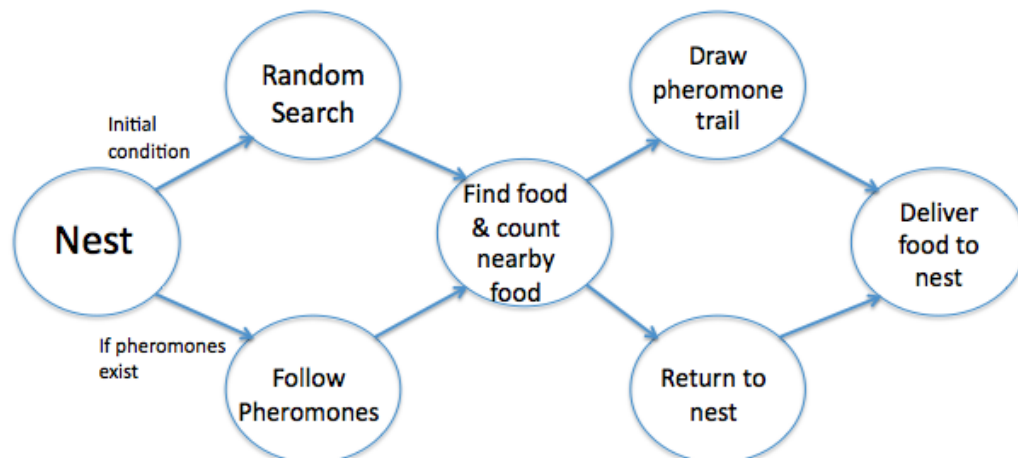 Initial
condition
Nest
If pheromones
exist
Random
Search
Follow
Pheromones
Find food
& count
nearby
food
Draw
pheromone
trail
Return to
nest
Deliver
food to
nest